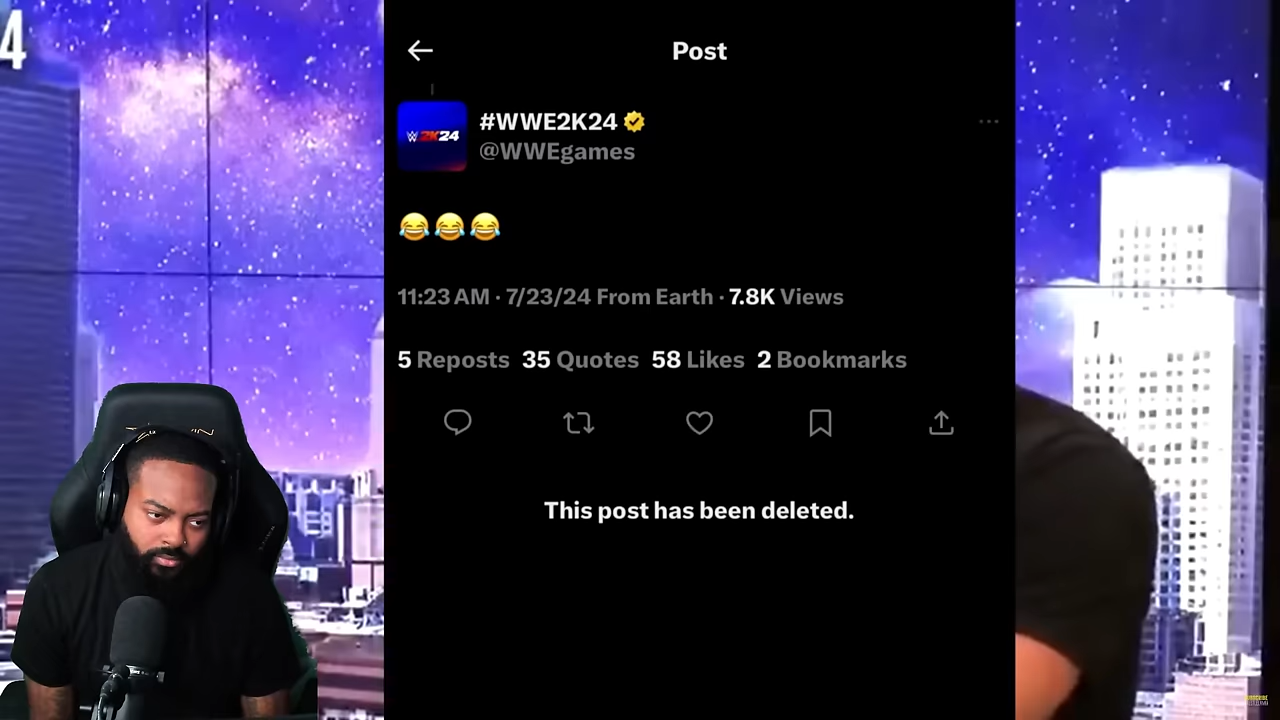 4
Post
#WWE2K24
2K24
@WWEgames
😂😂😂
11:23 AM · 7/23/24 From Earth · 7.8K Views
5 Reposts 35 Quotes 58 Likes 2 Bookmarks
This post has been deleted.